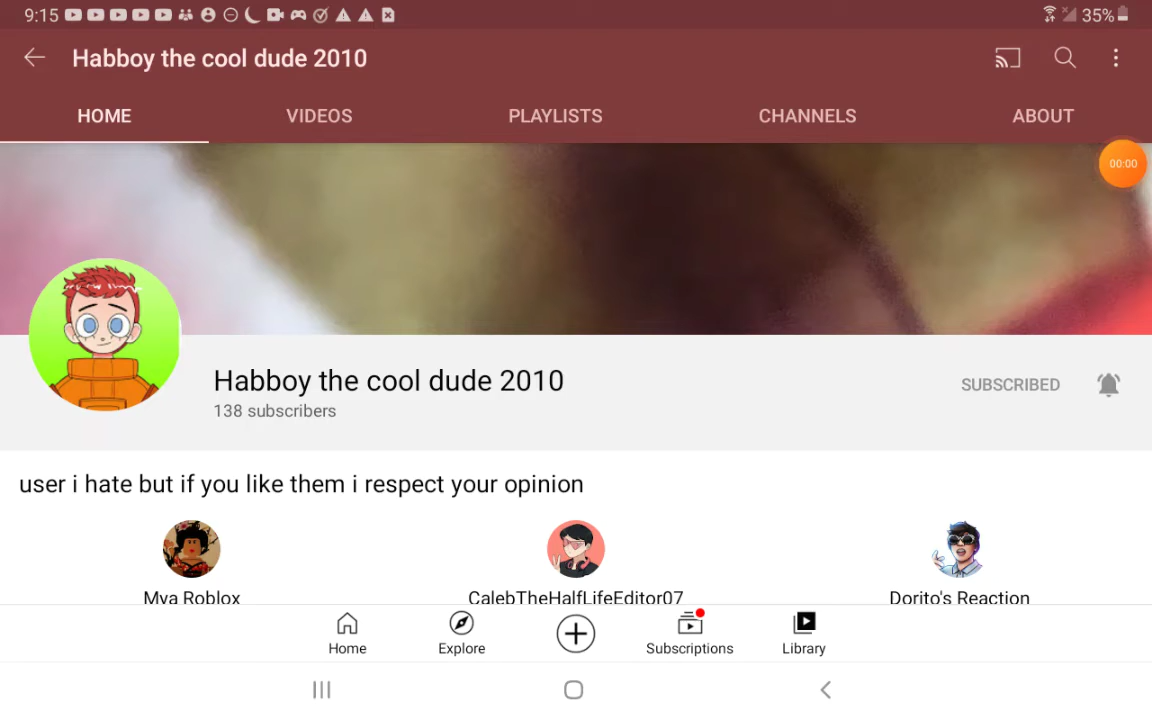 9:15
35%
Habboy the cool dude 2010
HOME VIDEOS PLAYLISTS CHANNELS ABOUT
00:00
Habboy the cool dude 2010
138 subscribers
SUBSCRIBED
user i hate but if you like them i respect your opinion
Mya Roblox CalebTheHalfLifeEditor07 Dorito's Reaction
Home Explore Subscriptions Library